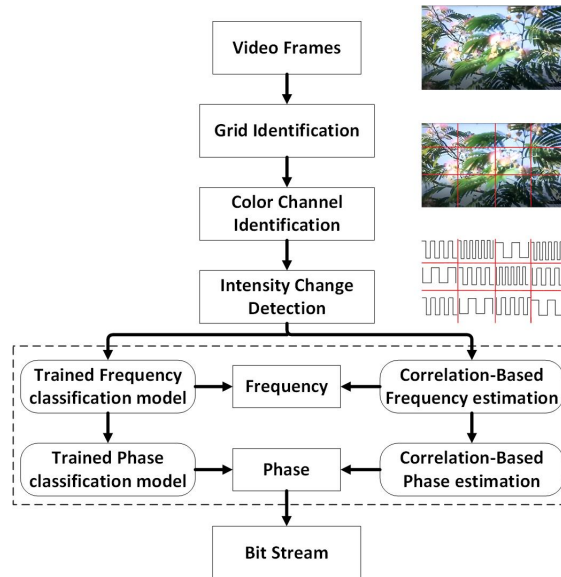 Video Frames
Grid Identification
Color Channel
Identification
Intensity Change
Detection
Trained Frequency
classification model
Frequency
Correlation-Based
Frequency estimation
Trained Phase
classification model
Phase
Correlation-Based
Phase estimation
Bit Stream